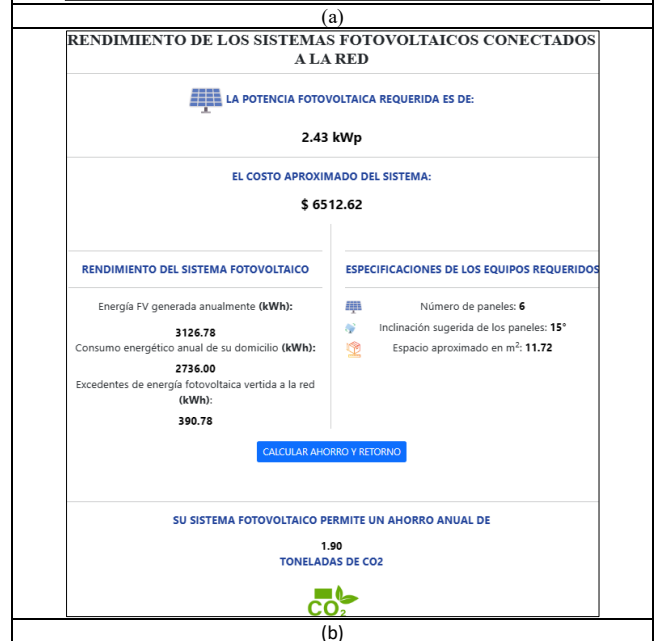 (a)
RENDIMIENTO DE LOS SISTEMAS FOTOVOLTAICOS CONECTADOS
A LA RED
LA POTENCIA FOTOVOLTAICA REQUERIDA ES DE:
2.43 kWp
EL COSTO APROXIMADO DEL SISTEMA:
$ 6512.62
RENDIMIENTO DEL SISTEMA FOTOVOLTAICO
Energía FV generada anualmente (kWh):
3126.78
Consumo energético anual de su domicilio (kWh):
2736.00
Excedentes de energía fotovoltaica vertida a la red
(kWh):
390.78
ESPECIFICACIONES DE LOS EQUIPOS REQUERIDOS
Número de paneles: 6
Inclinación sugerida de los paneles: 15°
Espacio aproximado en m²: 11.72
CALCULAR AHORRO Y RETORNO
SU SISTEMA FOTOVOLTAICO PERMITE UN AHORRO ANUAL DE
1.90
TONELADAS DE CO2
CO₂
(b)